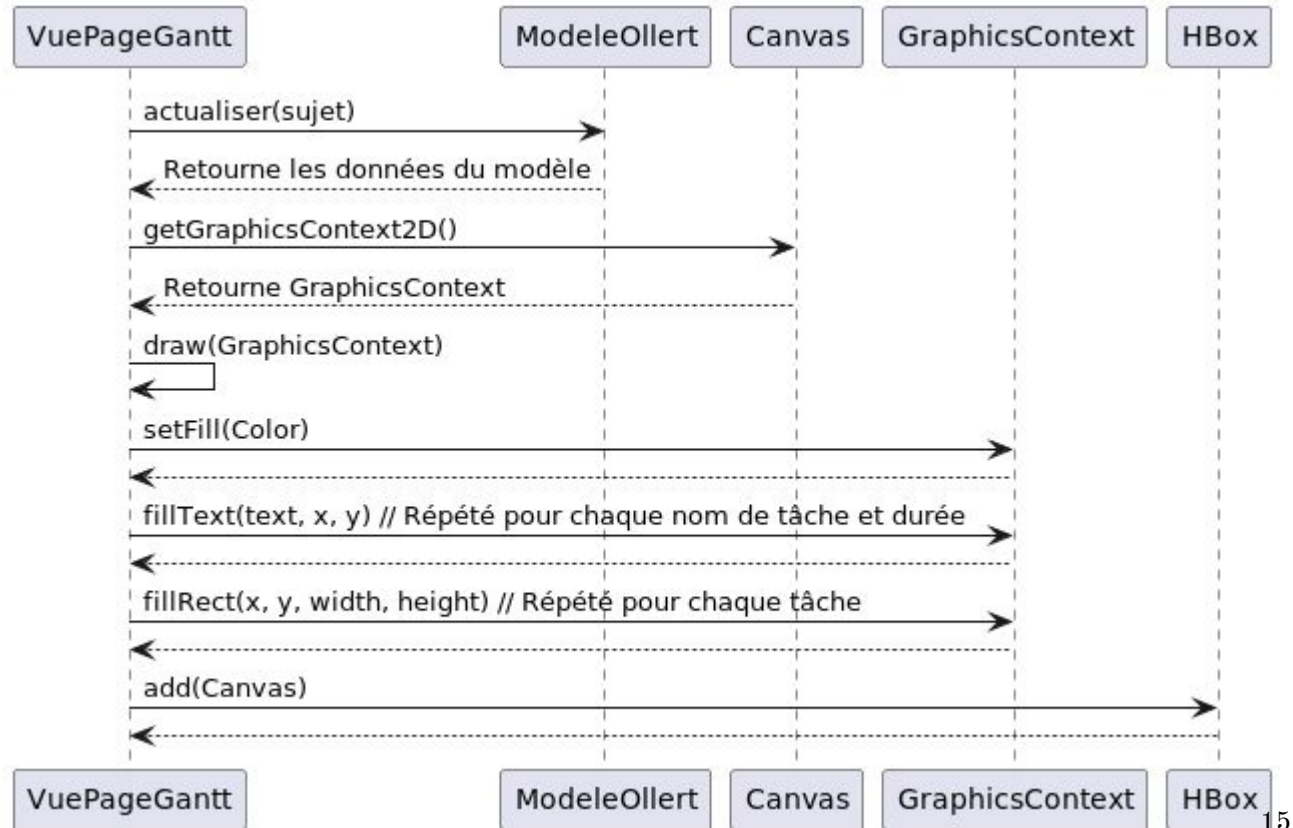 VuePageGantt ModeleOllert Canvas GraphicsContext HBox
actualiser(sujet)
Retourne les données du modèle
getGraphicsContext2D()
Retourne GraphicsContext
draw(GraphicsContext)
setFill(Color)
fillText(text, x, y) // Répété pour chaque nom de tâche et durée
fillRect(x, y, width, height) // Répété pour chaque tâche
add(Canvas)
VuePageGantt ModeleOllert Canvas GraphicsContext HBox
15